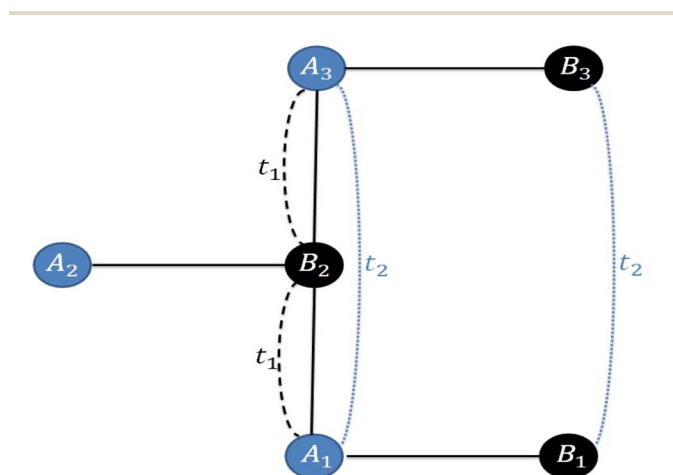 A₃ B₃
t₁
A₂ B₂ t₂ t₂
t₁
A₁ B₁